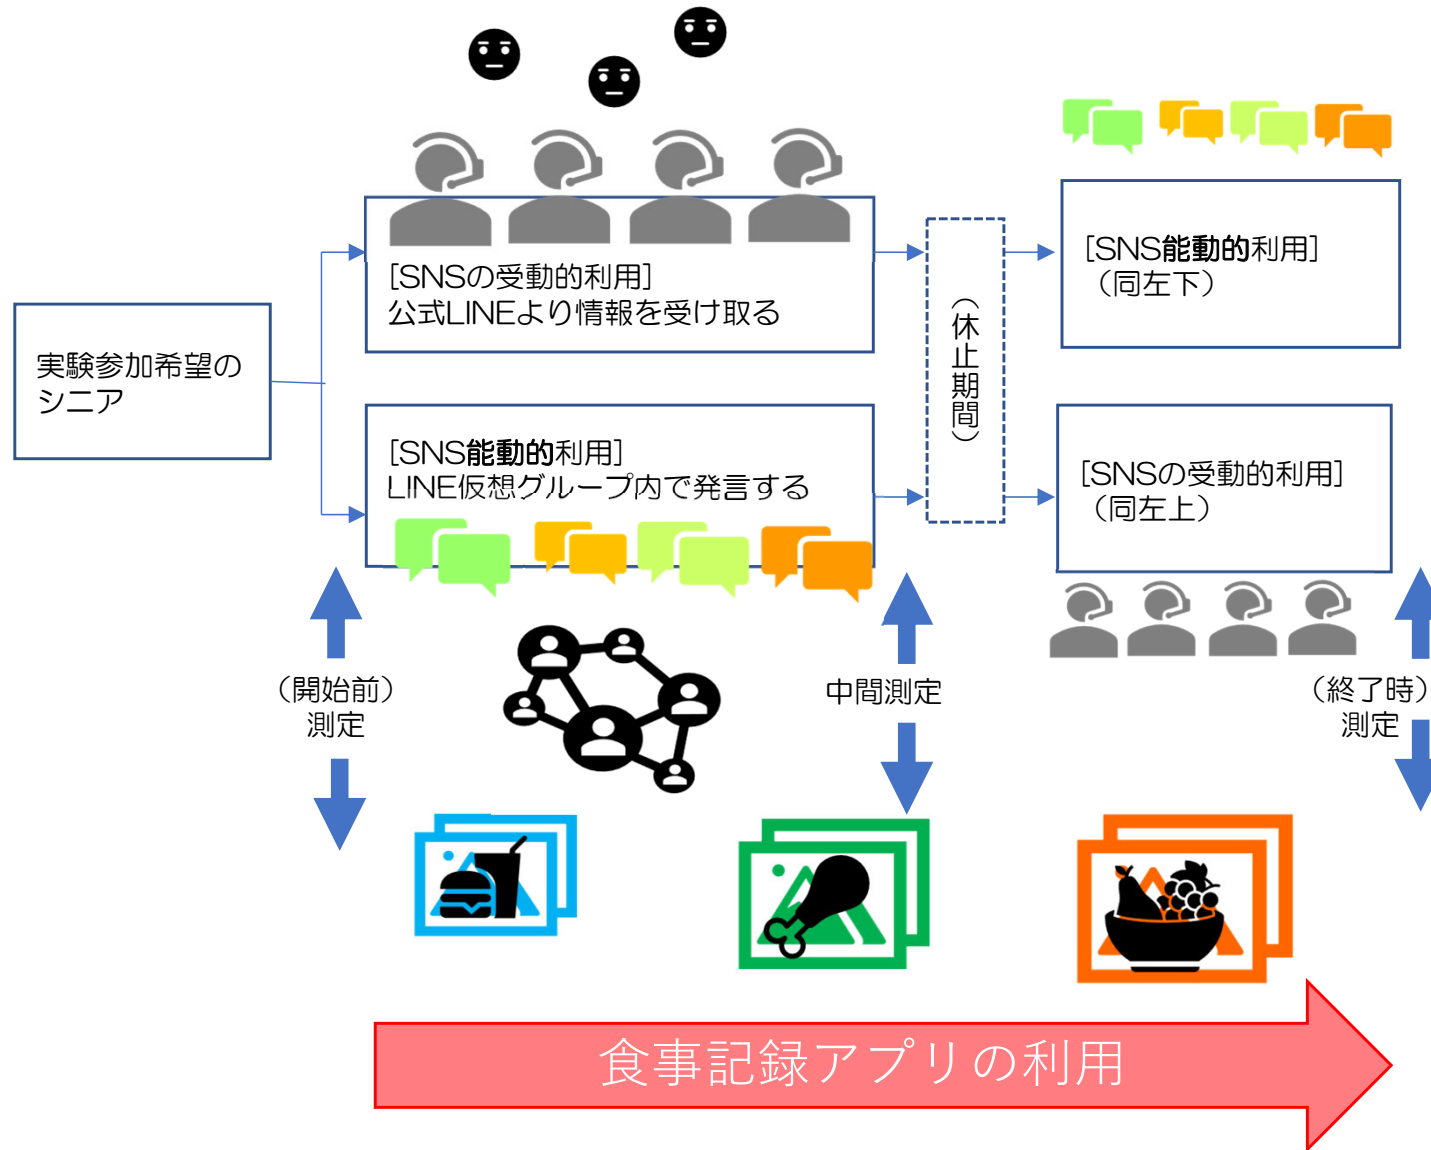 実験参加希望の
シニア
[SNSの受動的利用]
公式LINEより情報を受け取る
[SNS能動的利用]
LINE仮想グループ内で発言する
（休止期間）
[SNS能動的利用]
（同左下）
[SNSの受動的利用]
（同左上）
（開始前）
測定
中間測定
（終了時）
測定
食事記録アプリの利用